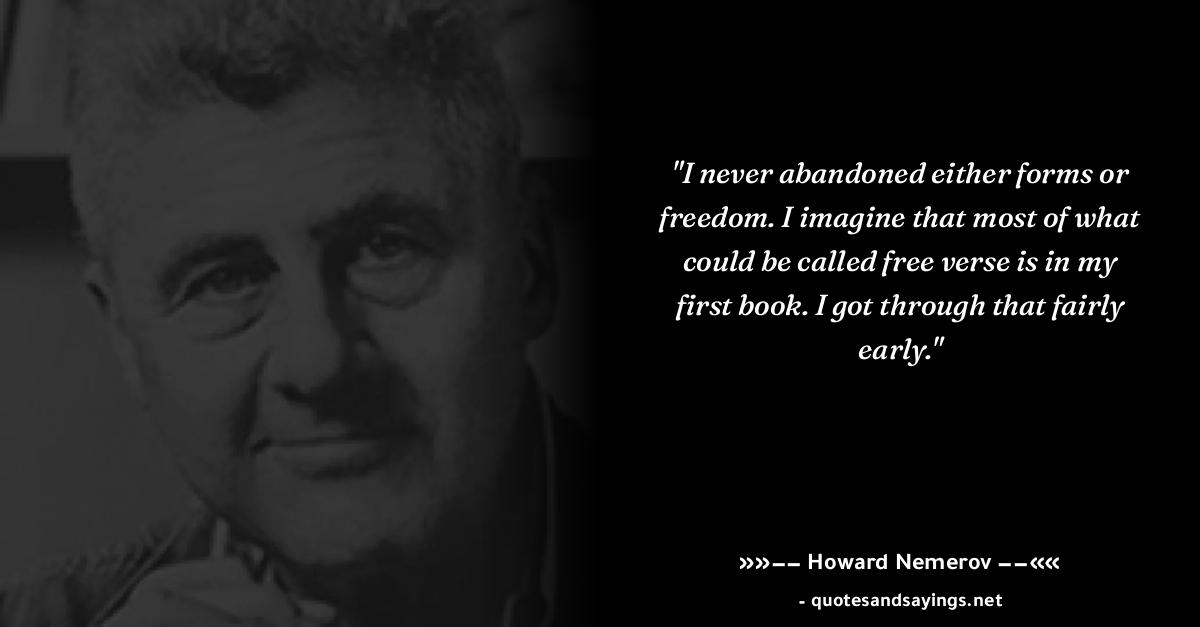 "I never abandoned either forms or
freedom. I imagine that most of what
could be called free verse is in my
first book. I got through that fairly
early."
»»−− Howard Nemerov −−««
- quotesandsayings.net